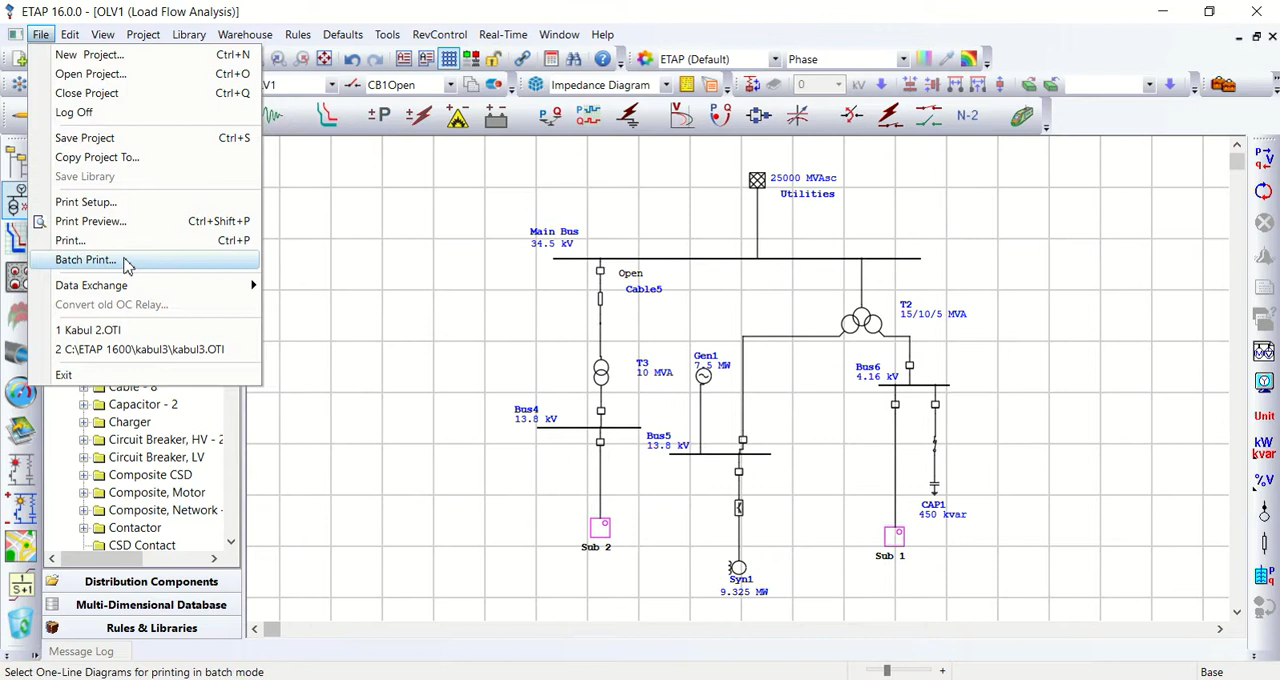 ETAP 16.0.0 - [OLV1 (Load Flow Analysis)]
File Edit View Project Library Warehouse Rules Defaults Tools RevControl Real-Time Window Help
ETAP (Default) Phase
V1 CB1Open Impedance Diagram 0 kV
N-2
New Project... Ctrl+N
Open Project... Ctrl+O
Close Project Ctrl+Q
Log Off
Save Project Ctrl+S
Copy Project To...
Save Library
Print Setup...
Print Preview... Ctrl+Shift+P
Print... Ctrl+P
Batch Print...
Data Exchange
Convert old OC Relay...
1 Kabul 2.OTI
2 C:\ETAP 1600\kabul3\kabul3.OTI
Exit
Cable - 8
Capacitor - 2
Charger
Circuit Breaker, HV - 2
Circuit Breaker, LV
Composite CSD
Composite, Motor
Composite, Network -
Contactor
CSD Contact
Distribution Components
Multi-Dimensional Database
Rules & Libraries
Message Log
25000 MVAsc
Utilities
Main Bus
34.5 kV
Open
Cable5
T2
15/10/5 MVA
T3
10 MVA
Gen1
7.5 MW
Bus6
4.16 kV
Bus4
13.8 kV
Bus5
13.8 kV
CAP1
450 kvar
Sub 2
Sub 1
Syn1
9.325 MW
Unit
kW
kvar
%V
Select One-Line Diagrams for printing in batch mode
Base